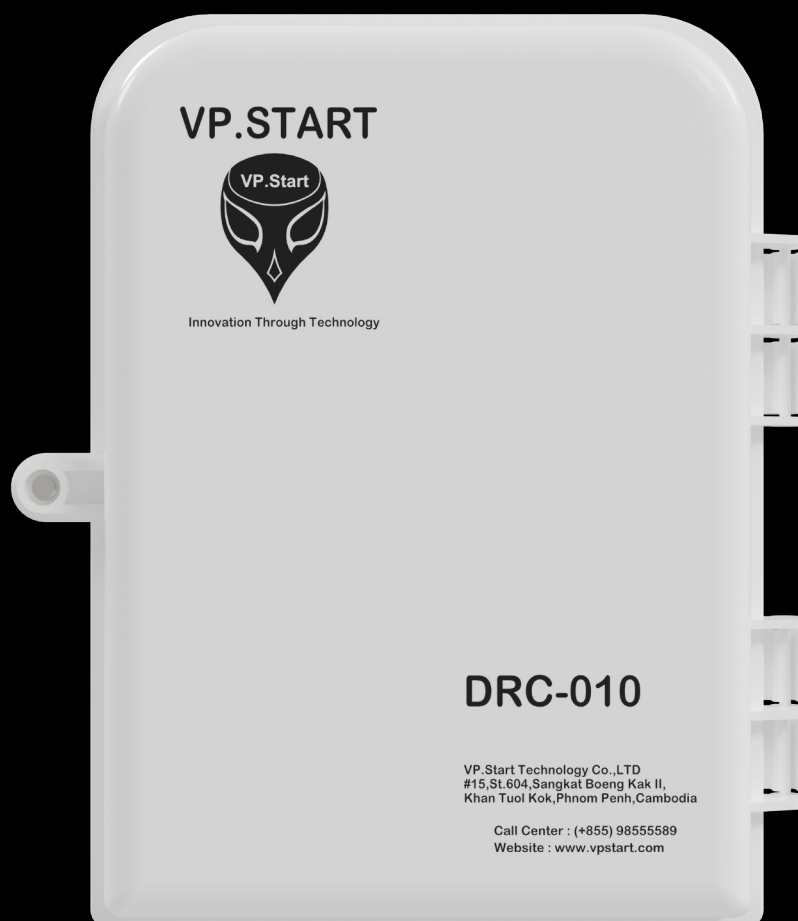 VP.START
VP.Start
Innovation Through Technology
DRC-010
VP.Start Technology Co.,LTD
#15,St.604,Sangkat Boeng Kak II,
Khan Tuol Kok,Phnom Penh,Cambodia
Call Center : (+855) 98555589
Website : www.vpstart.com